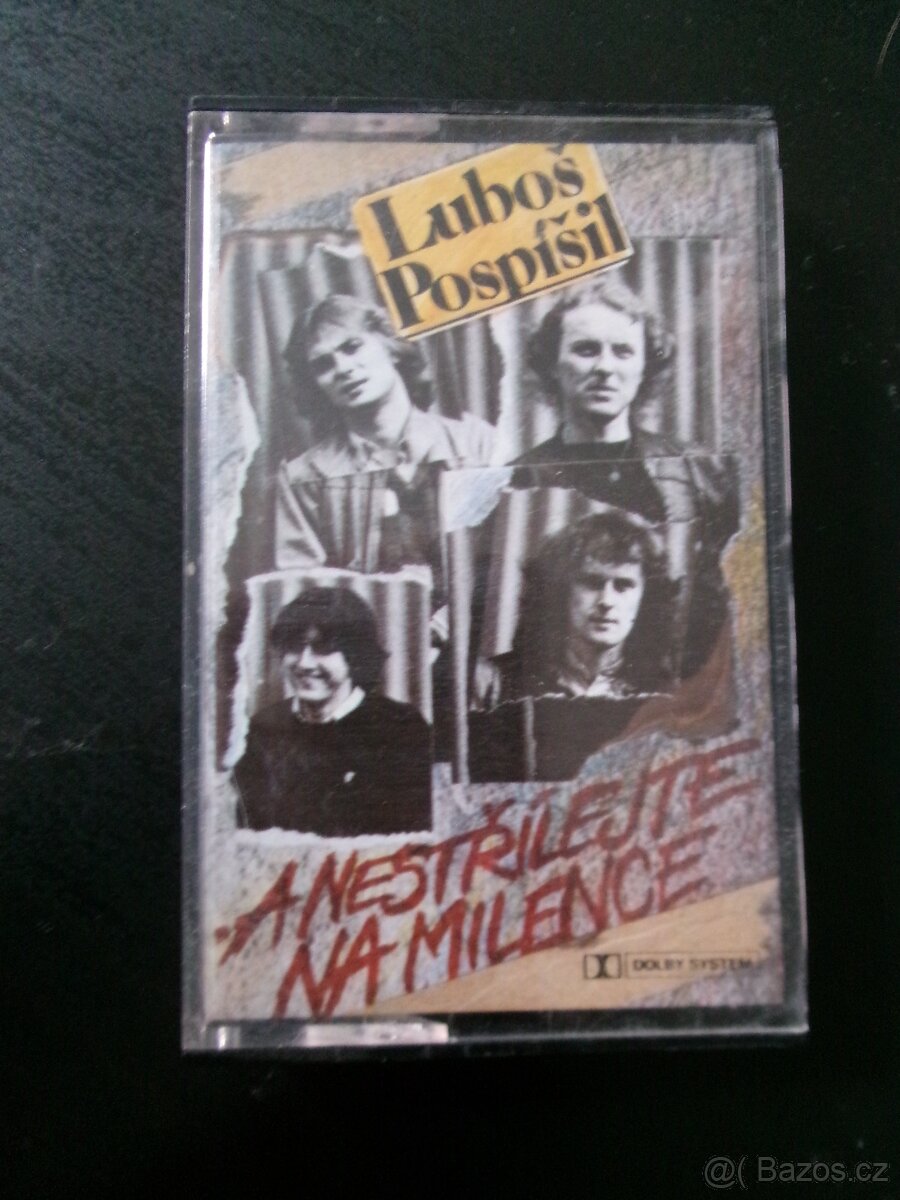 Luboš
Pospíšil
...A NESTŘÍLEJTE
NA MILENCE
DOLBY SYSTEM
@( Bazos.cz